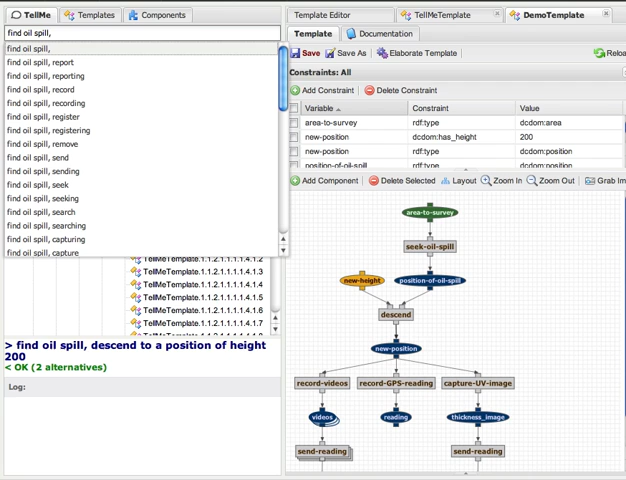 TellMe
Templates
Components
find oil spill,
find oil spill,
find oil spill, report
find oil spill, reporting
find oil spill, record
find oil spill, recording
find oil spill, register
find oil spill, registering
find oil spill, remove
find oil spill, send
find oil spill, sending
find oil spill, seek
find oil spill, seeking
find oil spill, search
find oil spill, searching
find oil spill, capturing
find oil spill, capture
TellMeTemplate.1.1.2.1.1.1.1.4.1.2
TellMeTemplate.1.1.2.1.1.1.1.4.1.3
TellMeTemplate.1.1.2.1.1.1.1.4.1.4
TellMeTemplate.1.1.2.1.1.1.1.4.1.5
TellMeTemplate.1.1.2.1.1.1.1.4.1.6
TellMeTemplate.1.1.2.1.1.1.1.4.1.7
> find oil spill, descend to a position of height
200
< OK (2 alternatives)
Log:
Template Editor
TellMeTemplate
DemoTemplate
Template
Documentation
Save
Save As
Elaborate Template
Reloa
Constraints: All
Add Constraint
Delete Constraint
Variable Constraint Value
area-to-survey rdf:type dcdom:area
new-position dcdom:has_height 200
new-position rdf:type dcdom:position
position-of-oil-spill rdf:type dcdom:position
Add Component
Delete Selected
Layout
Zoom In
Zoom Out
Grab Im
area-to-survey
seek-oil-spill
new-height
position-of-oil-spill
descend
new-position
record-videos
record-GPS-reading
capture-UV-image
videos
reading
thickness_image
send-reading
send-reading